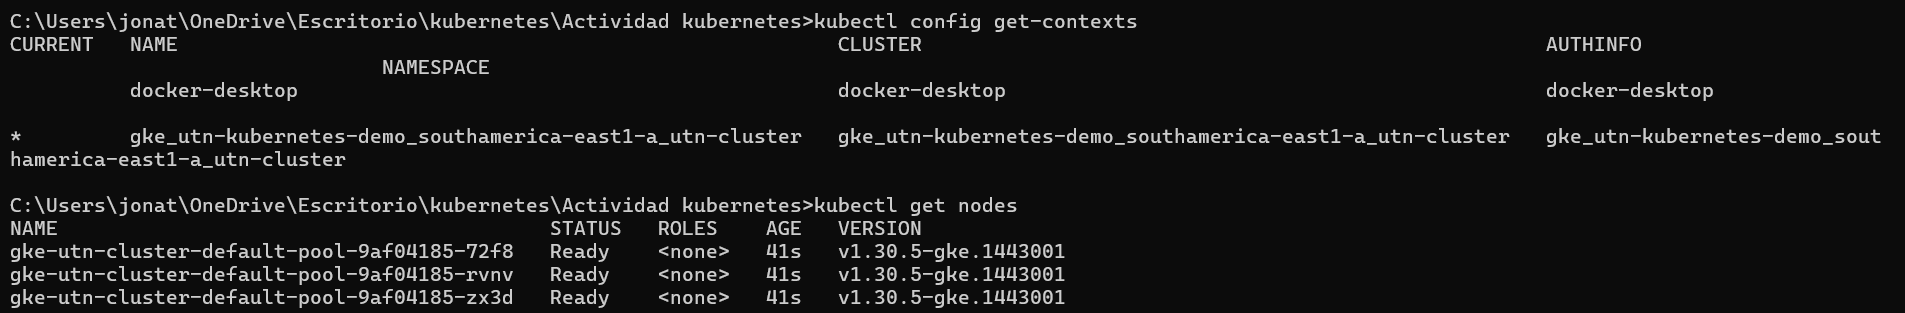 C:\Users\jonat\OneDrive\Escritorio\kubernetes\Actividad kubernetes>kubectl config get-contexts
CURRENT   NAME                                                       CLUSTER                                                    AUTHINFO
                               NAMESPACE
          docker-desktop                                             docker-desktop                                             docker-desktop
*         gke_utn-kubernetes-demo_southamerica-east1-a_utn-cluster   gke_utn-kubernetes-demo_southamerica-east1-a_utn-cluster   gke_utn-kubernetes-demo_sout
hamerica-east1-a_utn-cluster
C:\Users\jonat\OneDrive\Escritorio\kubernetes\Actividad kubernetes>kubectl get nodes
NAME                                         STATUS   ROLES    AGE   VERSION
gke-utn-cluster-default-pool-9af04185-72f8   Ready    <none>   41s   v1.30.5-gke.1443001
gke-utn-cluster-default-pool-9af04185-rvnv   Ready    <none>   41s   v1.30.5-gke.1443001
gke-utn-cluster-default-pool-9af04185-zx3d   Ready    <none>   41s   v1.30.5-gke.1443001